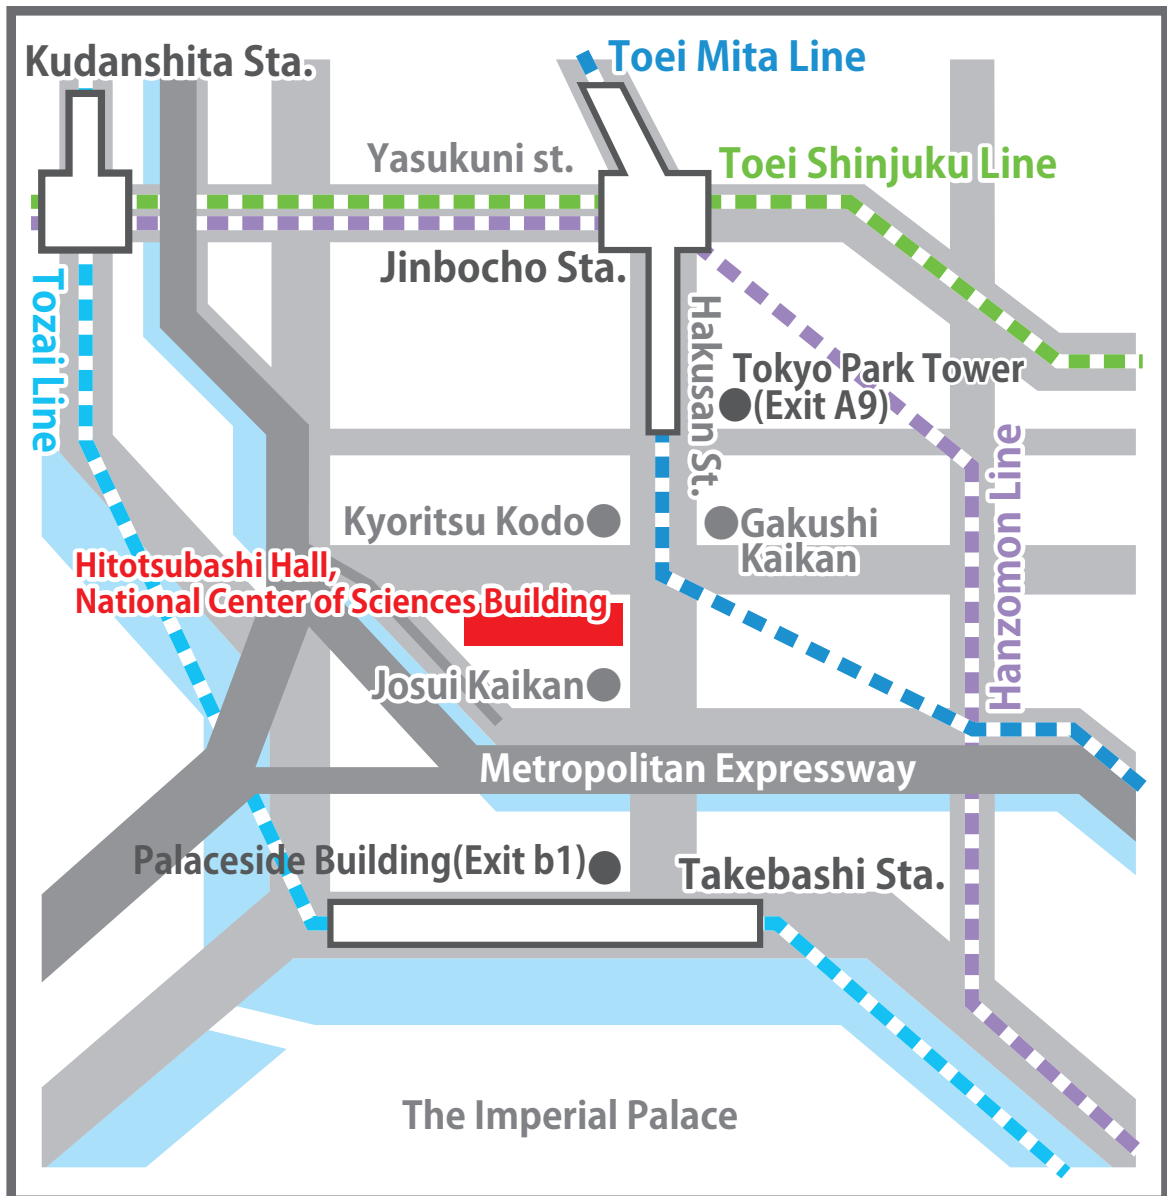 Kudanshita Sta.
Toei Mita Line
Yasukuni st.
Toei Shinjuku Line
Jinbocho Sta.
Tozai Line
Hakusan St.
Tokyo Park Tower
(Exit A9)
Hanzomon Line
Kyoritsu Kodo
Gakushi
Kaikan
Hitotsubashi Hall,
National Center of Sciences Building
Josui Kaikan
Metropolitan Expressway
Palaceside Building(Exit b1)
Takebashi Sta.
The Imperial Palace